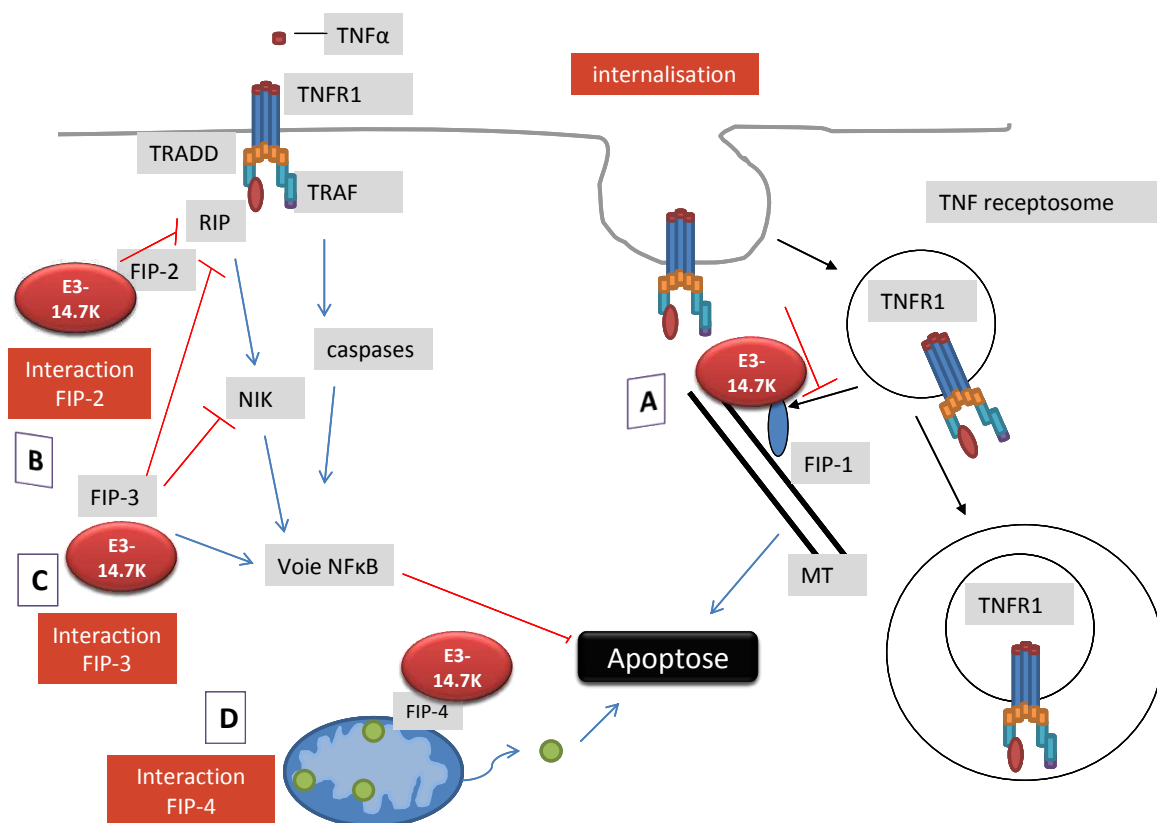 TNFα
TNFR1
internalisation
TRADD
TRAF
TNF receptosome
RIP
FIP-2
E3-
14.7K
Interaction
FIP-2
B
caspases
NIK
TNFR1
E3-
14.7K
A
FIP-1
FIP-3
E3-
14.7K
C
Interaction
FIP-3
Voie NFκB
MT
TNFR1
Apoptose
E3-
14.7K
FIP-4
D
Interaction
FIP-4